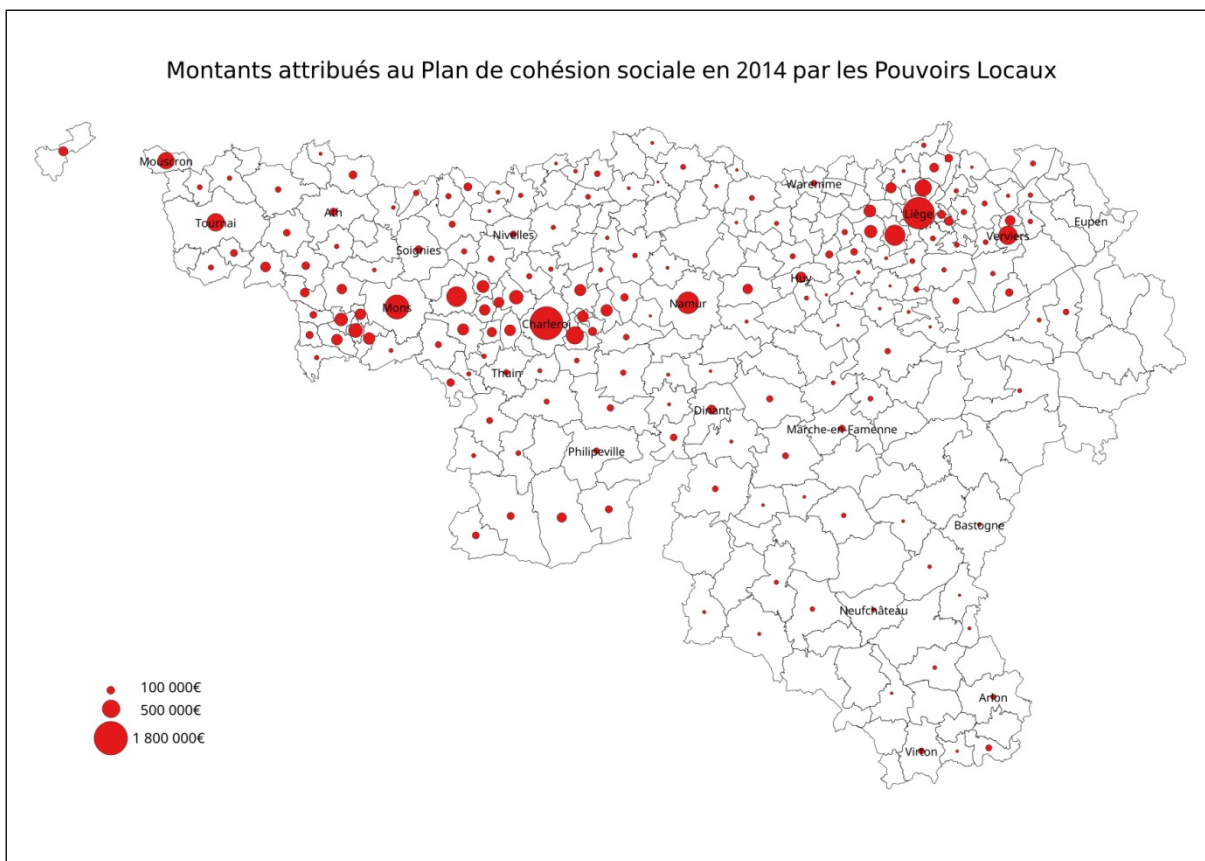 Montants attribués au Plan de cohésion sociale en 2014 par les Pouvoirs Locaux
Mouscron
Waremme
Ath
Tournai
Liège
Eupen
Nivelles
Verviers
Soignies
Huy
Mons
Namur
Charleroi
Thuin
Dinant
Marche-en-Famenne
Philipeville
Bastogne
Neufchâteau
Arlon
Virton
100 000€
500 000€
1 800 000€